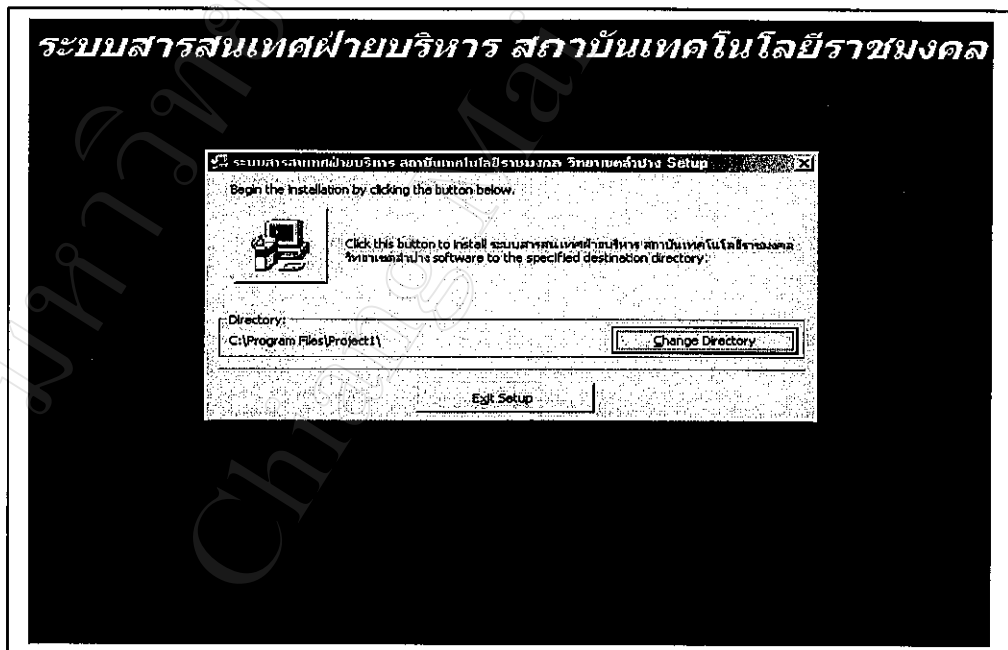 ระบบสารสนเทศฝ่ายบริหาร สถาบันเทคโนโลยีราชมงคล
ระบบสารสนเทศฝ่ายบริหาร สถาบันเทคโนโลยีราชมงคล วิทยาเขตลำปาง Setup
Begin the installation by clicking the button below.
Click this button to install ระบบสารสนเทศฝ่ายบริหาร สถาบันเทคโนโลยีราชมงคล
วิทยาเขตลำปาง software to the specified destination directory.
Directory:
C:\Program Files\Project1\
Change Directory
Exit Setup
Chiang Mai